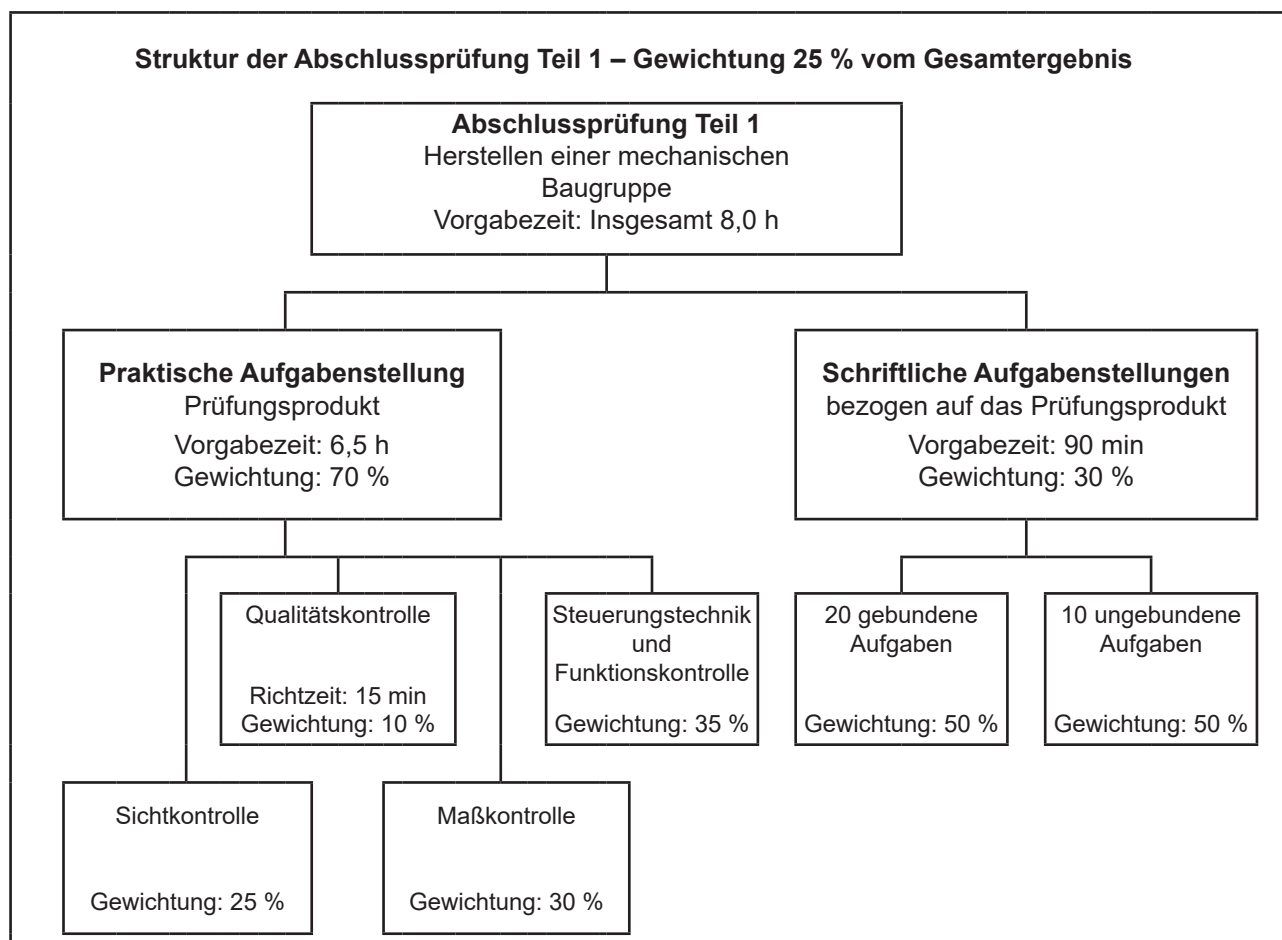 Struktur der Abschlussprüfung Teil 1 – Gewichtung 25 % vom Gesamtergebnis
Abschlussprüfung Teil 1
Herstellen einer mechanischen
Baugruppe
Vorgabezeit: Insgesamt 8,0 h
Praktische Aufgabenstellung
Prüfungsprodukt
Vorgabezeit: 6,5 h
Gewichtung: 70 %
Schriftliche Aufgabenstellungen
bezogen auf das Prüfungsprodukt
Vorgabezeit: 90 min
Gewichtung: 30 %
Qualitätskontrolle
Richtzeit: 15 min
Gewichtung: 10 %
Steuerungstechnik
und
Funktionskontrolle
Gewichtung: 35 %
20 gebundene
Aufgaben
Gewichtung: 50 %
10 ungebundene
Aufgaben
Gewichtung: 50 %
Sichtkontrolle
Gewichtung: 25 %
Maßkontrolle
Gewichtung: 30 %